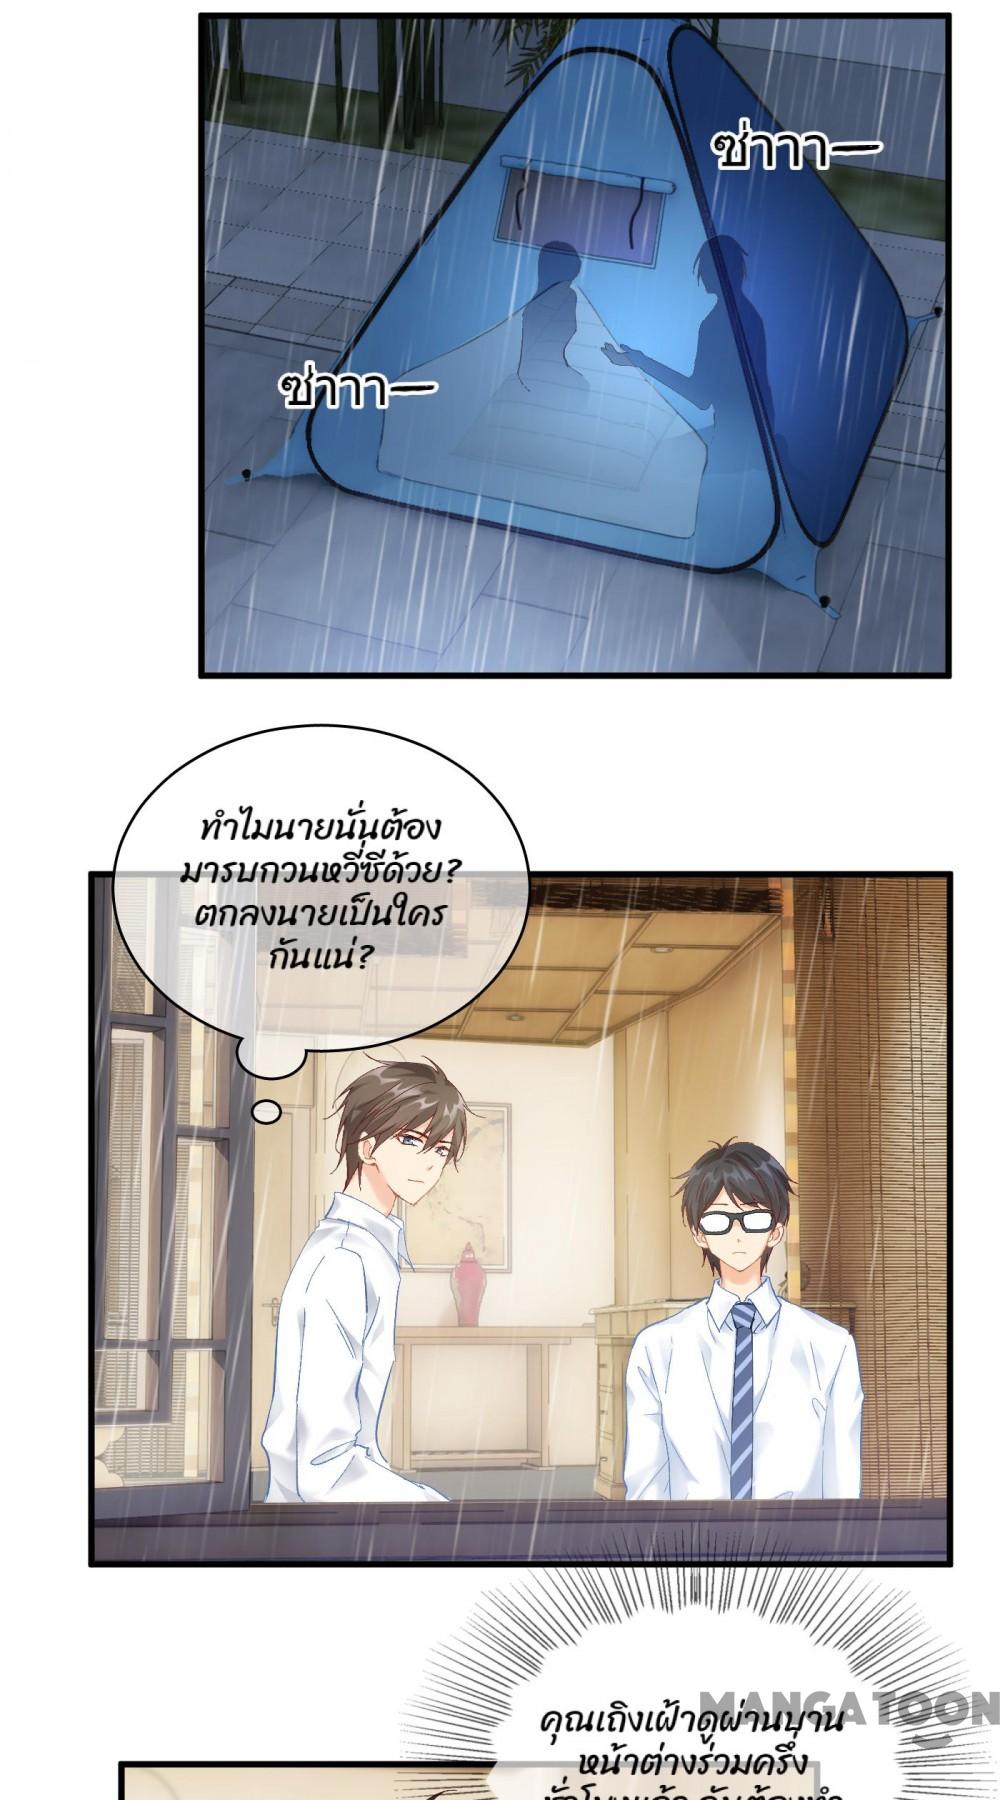 ซ่าาา—
ซ่าาา—
ทำไมนายนั่นต้อง
มารบกวนหวี่ซีด้วย?
ตกลงนายเป็นใคร
กันแน่?
MANGATOON
คุณเถิงเฝ้าดูผ่านบาน
หน้าต่างร่วมครึ่ง